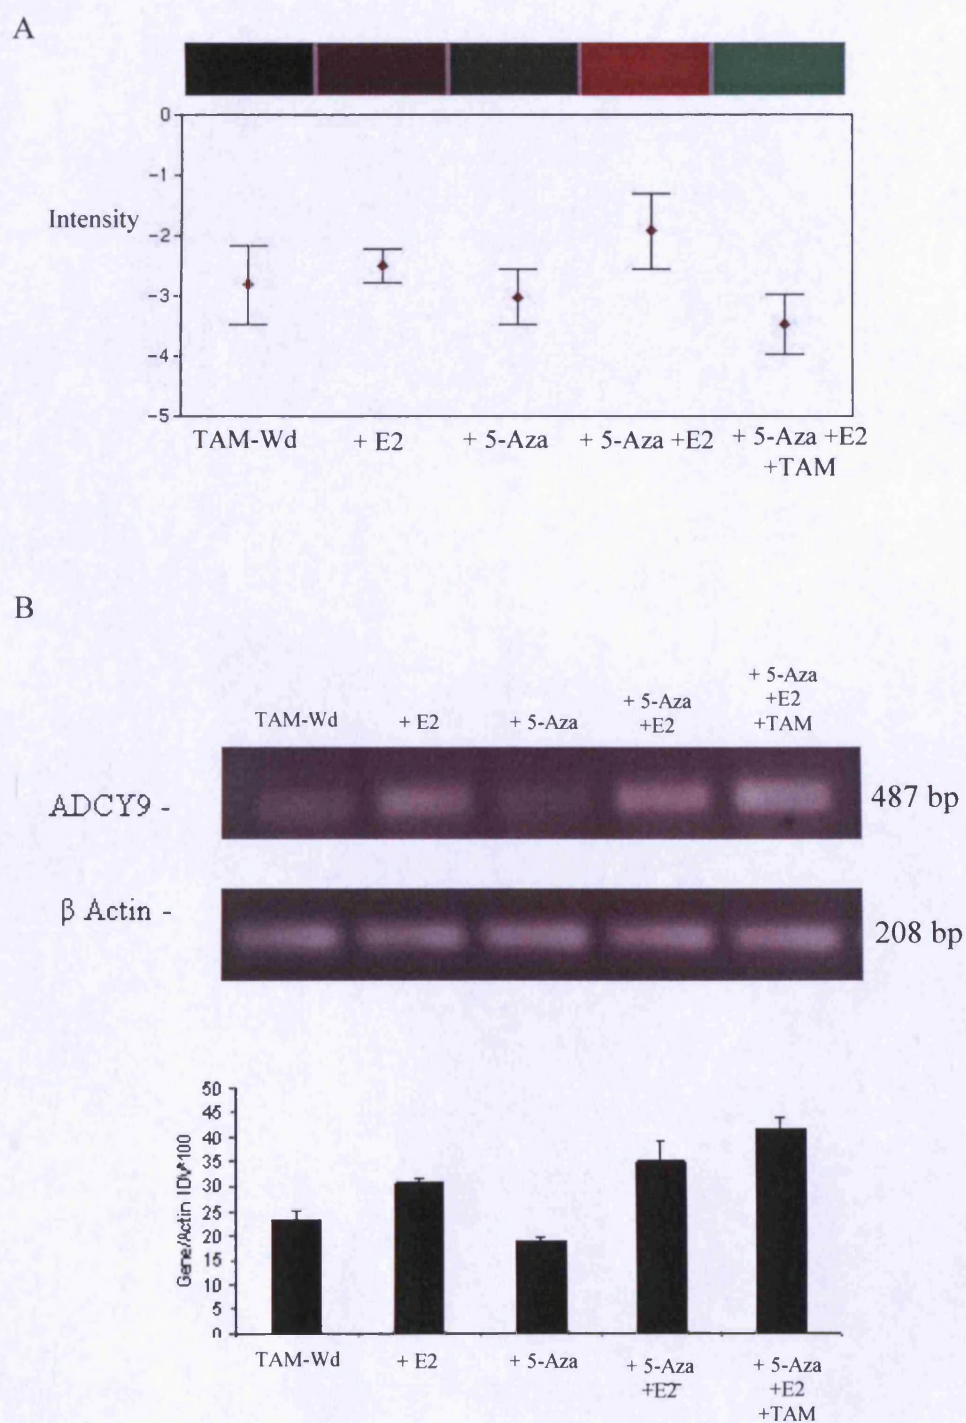 A
0
-1
-2
-3
-4
-5
Intensity
TAM-Wd
+ E2
+ 5-Aza
+ 5-Aza +E2
+ 5-Aza +E2
+TAM
B
TAM-Wd
+ E2
+ 5-Aza
+ 5-Aza
+E2
+ 5-Aza
+E2
+TAM
ADCY9 -
487 bp
β Actin -
208 bp
Gene/Actin IDV*100
50
45
40
35
30
25
20
15
10
5
0
TAM-Wd
+ E2
+ 5-Aza
+ 5-Aza
+E2
+ 5-Aza
+E2
+TAM